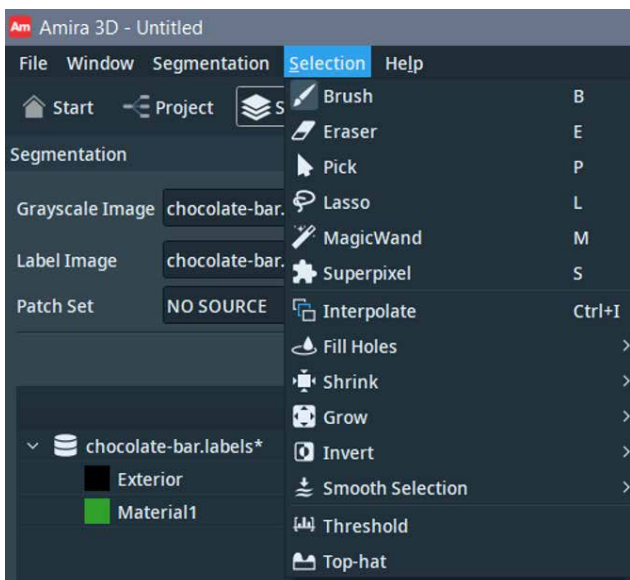 Am Amira 3D - Untitled
File Window Segmentation Selection Help
Start Project S
Segmentation
Grayscale Image chocolate-bar.
Label Image chocolate-bar.
Patch Set NO SOURCE
chocolate-bar.labels*
Exterior
Material1
Brush B
Eraser E
Pick P
Lasso L
MagicWand M
Superpixel S
Interpolate Ctrl+I
Fill Holes
Shrink
Grow
Invert
Smooth Selection
Threshold
Top-hat